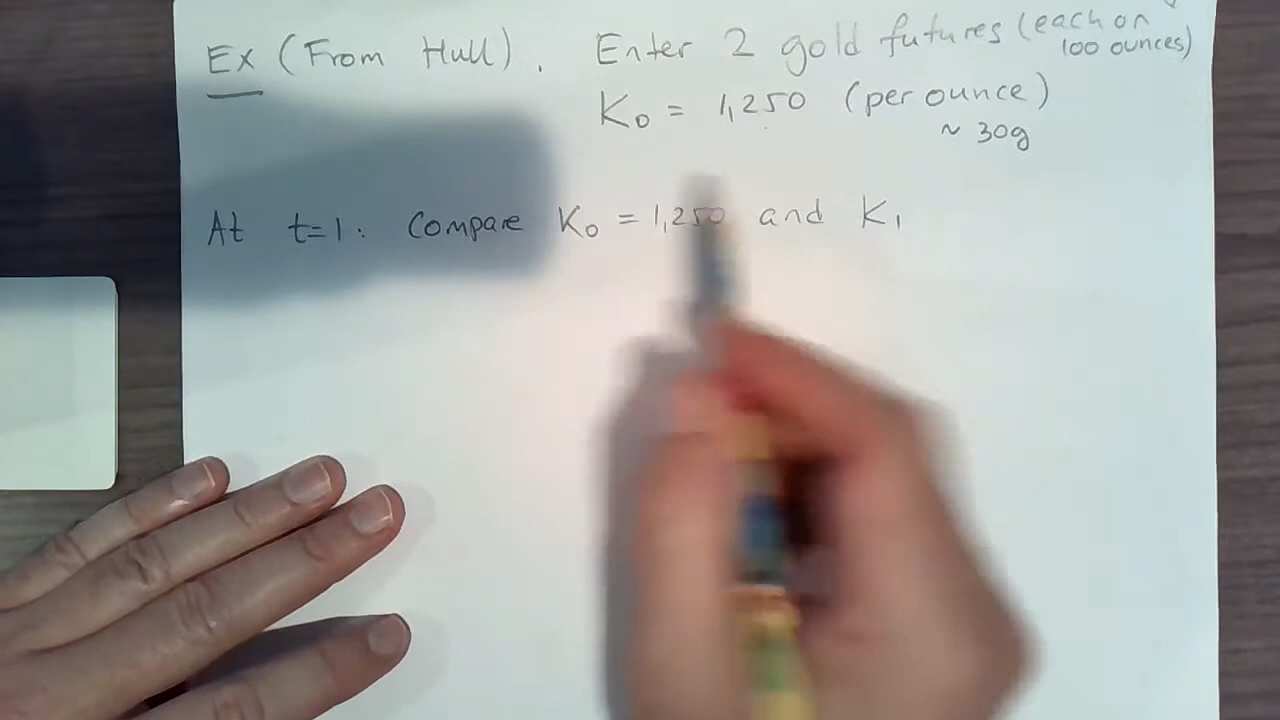 Ex (From Hull). Enter 2 gold futures (each on 100 ounces)
K0 = 1,250 (per ounce)
~ 30g
At t=1: Compare K0 = 1,250 and K1